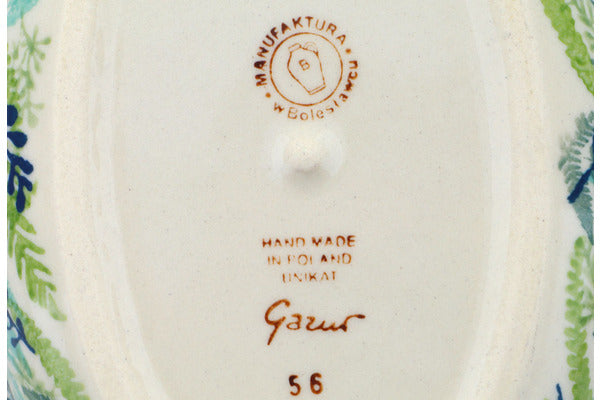 MANUFAKTURA
w Bolesławcu
B
HAND MADE
IN POLAND
UNIKAT
Gazur
56